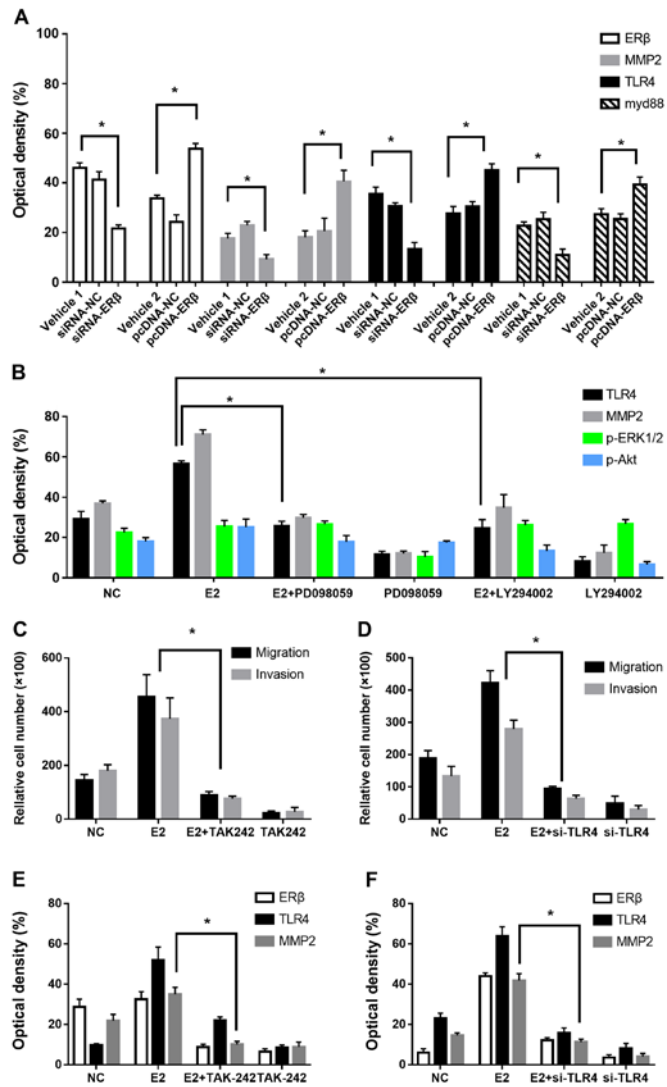 A
Optical density (%)
100
80
60
40
20
0
ERβ
MMP2
TLR4
myd88
* * * * * * * *
Vehicle 1 siRNA-NC siRNA-ERβ Vehicle 2 pcDNA-NC pcDNA-ERβ Vehicle 1 siRNA-NC siRNA-ERβ Vehicle 2 pcDNA-NC pcDNA-ERβ Vehicle 1 siRNA-NC siRNA-ERβ Vehicle 2 pcDNA-NC pcDNA-ERβ Vehicle 1 siRNA-NC siRNA-ERβ Vehicle 2 pcDNA-NC pcDNA-ERβ
B
Optical density (%)
80
60
40
20
0
* *
TLR4
MMP2
p-ERK1/2
p-Akt
NC E2 E2+PD098059 PD098059 E2+LY294002 LY294002
C
Rellative cell number (×100)
600
400
200
0
*
Migration
Invasion
NC E2 E2+TAK242 TAK242
D
Rellative cell number (×100)
500
400
300
200
100
0
*
Migration
Invasion
NC E2 E2+si-TLR4 si-TLR4
E
Optical density (%)
80
60
40
20
0
*
ERβ
TLR4
MMP2
NC E2 E2+TAK-242 TAK-242
F
Optical density (%)
80
60
40
20
0
*
ERβ
TLR4
MMP2
NC E2 E2+si-TLR4 si-TLR4